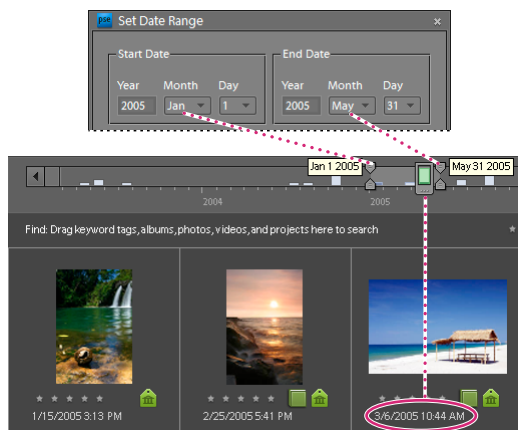 pse Set Date Range
Start Date
End Date
Year Month Day
Year Month Day
2005 Jan 1
2005 May 31
Jan 1 2005
May 31 2005
2004
2005
Find: Drag keyword tags, albums, photos, videos, and projects here to search
1/15/2005 3:13 PM
2/25/2005 5:41 PM
3/6/2005 10:44 AM